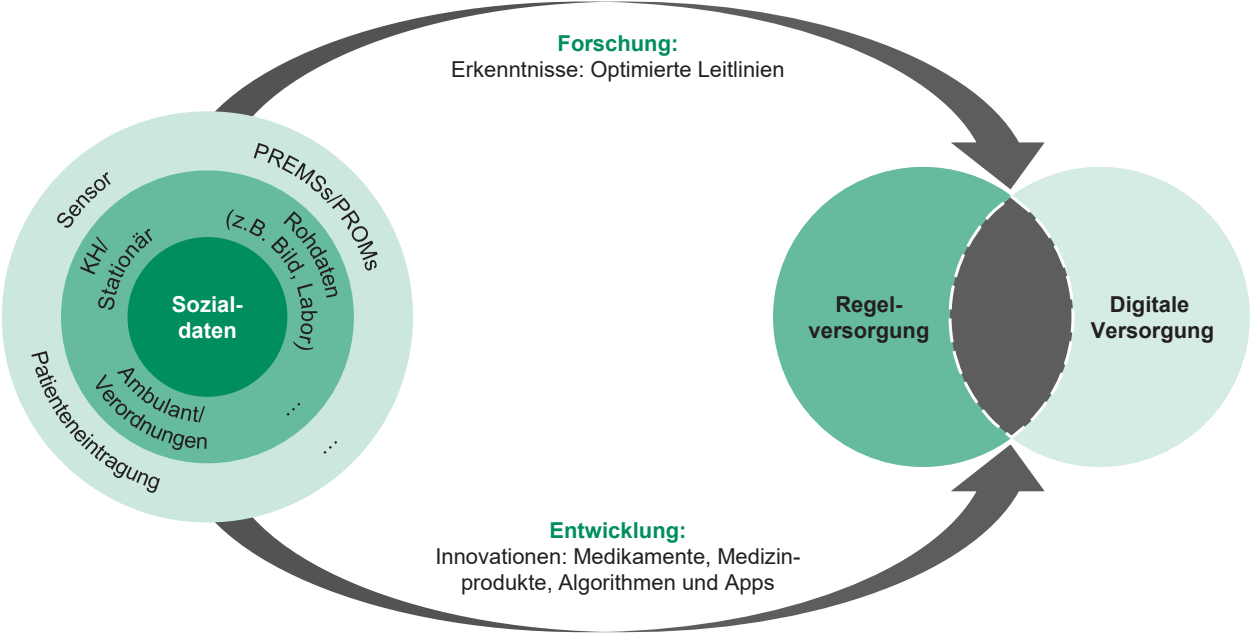 Forschung:
Erkenntnisse: Optimierte Leitlinien
PREMSs/PROMs
Sensor
KH/
Stationär
Rohdaten
(z.B. Bild, Labor)
Sozial-
daten
Ambulant/
Verordnungen
...
Patienteneintragung
...
Regel-
versorgung
Digitale
Versorgung
Entwicklung:
Innovationen: Medikamente, Medizin-
produkte, Algorithmen und Apps